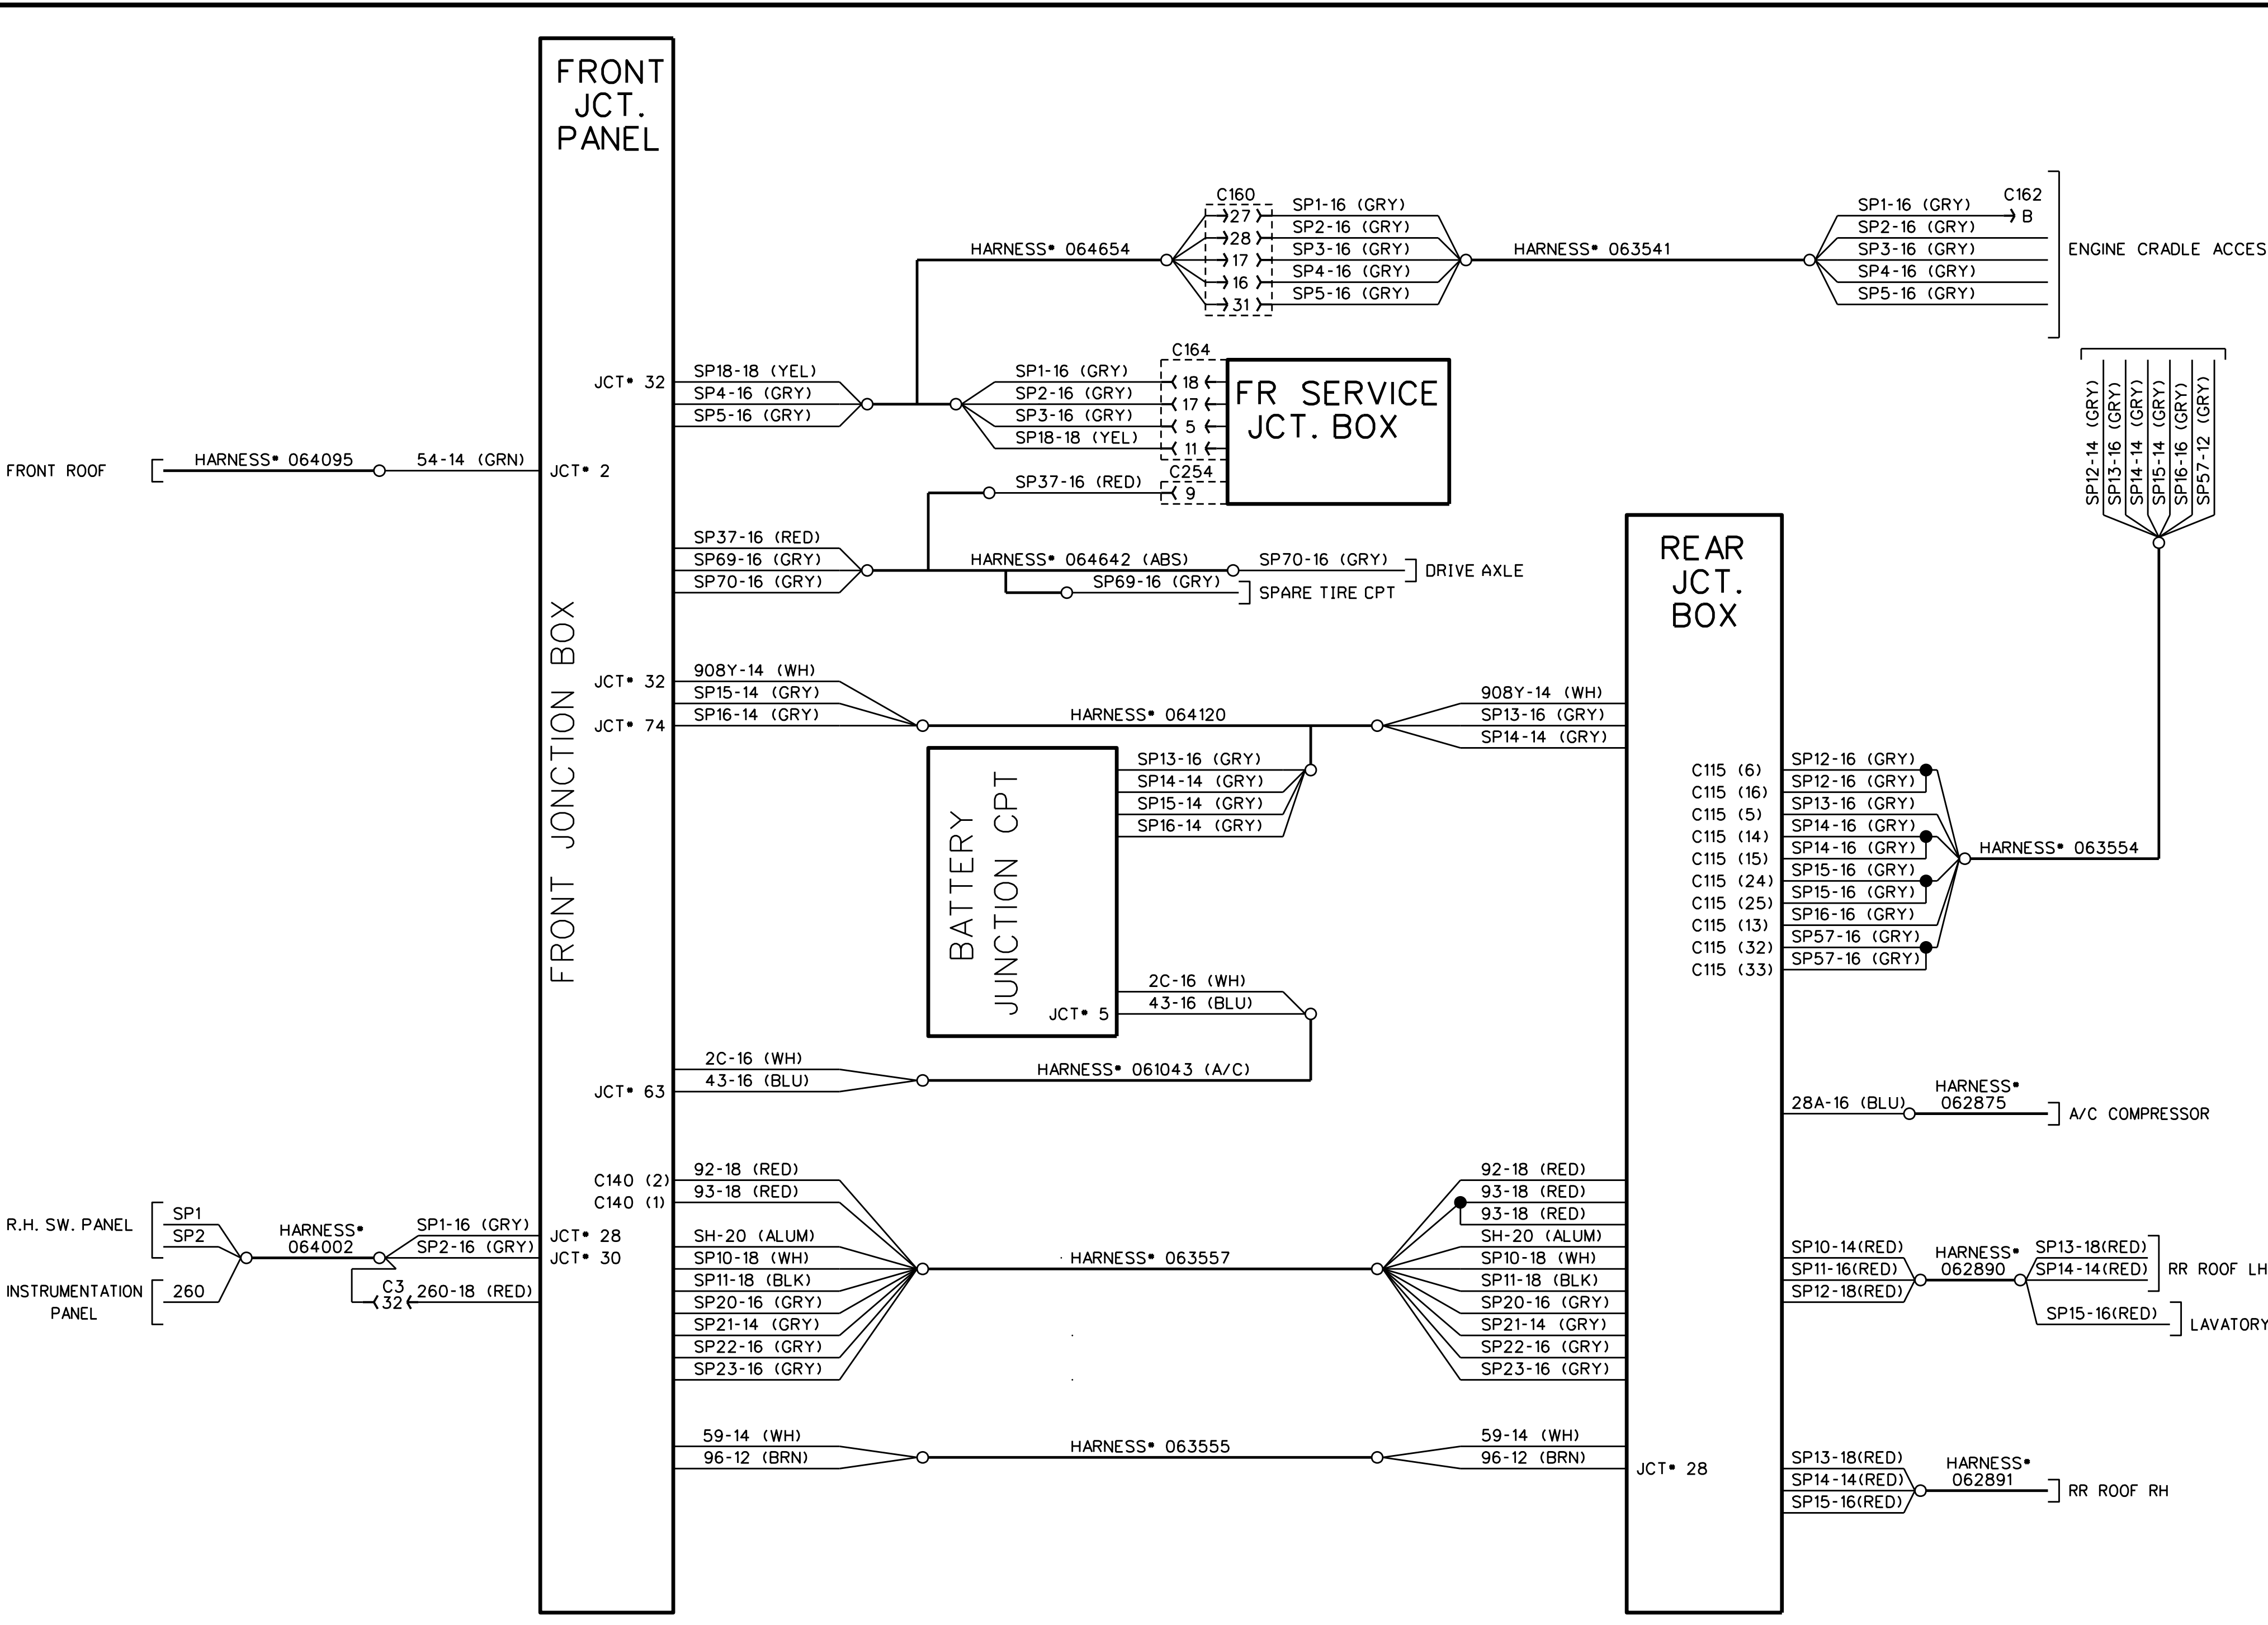 FRONT
JCT.
PANEL
FRONT JONCTION BOX
C160
27
28
17
16
31
SP1-16 (GRY)
SP2-16 (GRY)
SP3-16 (GRY)
SP4-16 (GRY)
SP5-16 (GRY)
HARNESS* 064654
HARNESS* 063541
SP1-16 (GRY)
SP2-16 (GRY)
SP3-16 (GRY)
SP4-16 (GRY)
SP5-16 (GRY)
C162
B
ENGINE CRADLE ACCES
JCT* 32
SP18-18 (YEL)
SP4-16 (GRY)
SP5-16 (GRY)
SP1-16 (GRY)
SP2-16 (GRY)
SP3-16 (GRY)
SP18-18 (YEL)
C164
18
17
5
11
C254
9
FR SERVICE
JCT. BOX
SP37-16 (RED)
FRONT ROOF
HARNESS* 064095
54-14 (GRN)
JCT* 2
SP37-16 (RED)
SP69-16 (GRY)
SP70-16 (GRY)
HARNESS* 064642 (ABS)
SP70-16 (GRY)
DRIVE AXLE
SP69-16 (GRY)
SPARE TIRE CPT
SP12-14 (GRY)
SP13-16 (GRY)
SP14-14 (GRY)
SP15-14 (GRY)
SP16-16 (GRY)
SP57-12 (GRY)
REAR
JCT.
BOX
JCT* 32
JCT* 74
908Y-14 (WH)
SP15-14 (GRY)
SP16-14 (GRY)
HARNESS* 064120
908Y-14 (WH)
SP13-16 (GRY)
SP14-14 (GRY)
BATTERY
JUNCTION CPT
SP13-16 (GRY)
SP14-14 (GRY)
SP15-14 (GRY)
SP16-14 (GRY)
2C-16 (WH)
43-16 (BLU)
JCT* 5
C115 (6)
C115 (16)
C115 (5)
C115 (14)
C115 (15)
C115 (24)
C115 (25)
C115 (13)
C115 (32)
C115 (33)
SP12-16 (GRY)
SP12-16 (GRY)
SP13-16 (GRY)
SP14-16 (GRY)
SP14-16 (GRY)
SP15-16 (GRY)
SP15-16 (GRY)
SP16-16 (GRY)
SP57-16 (GRY)
SP57-16 (GRY)
HARNESS* 063554
2C-16 (WH)
43-16 (BLU)
JCT* 63
HARNESS* 061043 (A/C)
28A-16 (BLU)
HARNESS*
062875
A/C COMPRESSOR
C140 (2)
C140 (1)
92-18 (RED)
93-18 (RED)
SH-20 (ALUM)
SP10-18 (WH)
SP11-18 (BLK)
SP20-16 (GRY)
SP21-14 (GRY)
SP22-16 (GRY)
SP23-16 (GRY)
HARNESS* 063557
92-18 (RED)
93-18 (RED)
93-18 (RED)
SH-20 (ALUM)
SP10-18 (WH)
SP11-18 (BLK)
SP20-16 (GRY)
SP21-14 (GRY)
SP22-16 (GRY)
SP23-16 (GRY)
R.H. SW. PANEL
SP1
SP2
INSTRUMENTATION
PANEL
260
HARNESS*
064002
SP1-16 (GRY)
SP2-16 (GRY)
C3
32
260-18 (RED)
JCT* 28
JCT* 30
SP10-14(RED)
SP11-16(RED)
SP12-18(RED)
HARNESS*
062890
SP13-18(RED)
SP14-14(RED)
RR ROOF LH
SP15-16(RED)
LAVATORY
59-14 (WH)
96-12 (BRN)
HARNESS* 063555
59-14 (WH)
96-12 (BRN)
JCT* 28
SP13-18(RED)
SP14-14(RED)
SP15-16(RED)
HARNESS*
062891
RR ROOF RH